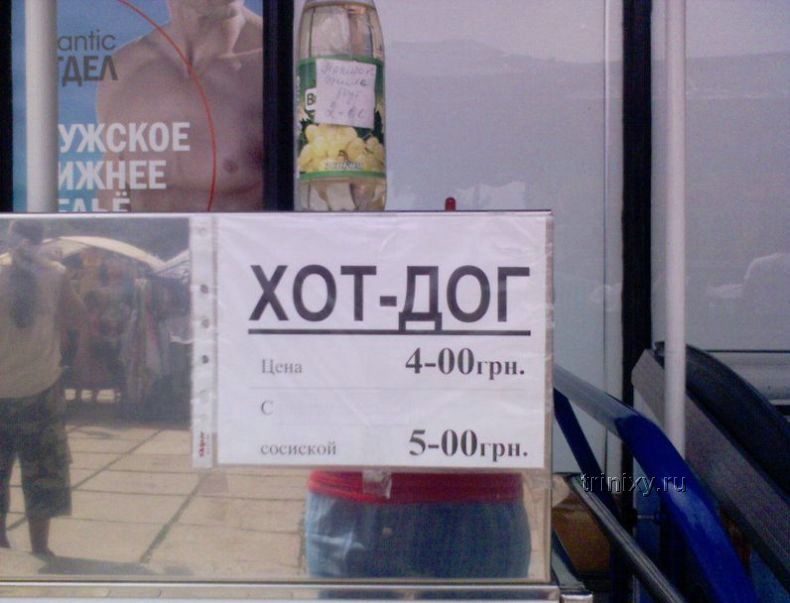 antic
ТДЕЛ
УЖСКОЕ
ИЖНЕЕ
ХОТ-ДОГ
Цена 4-00грн.
С
сосиской 5-00грн.
trinixy.ru